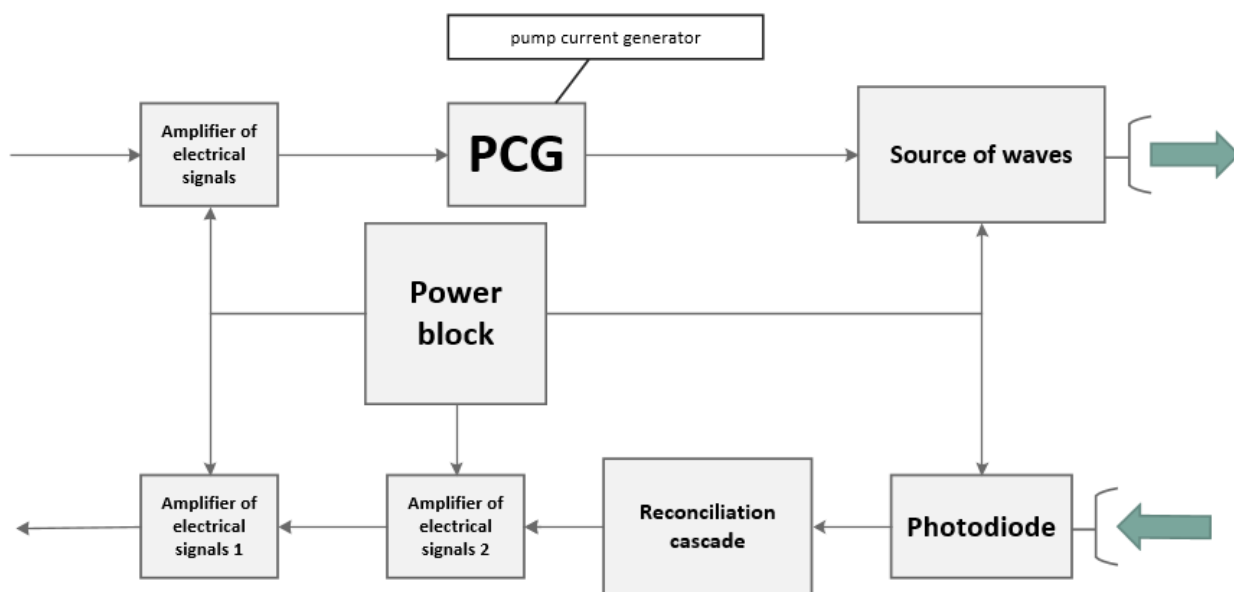 pump current generator
Amplifier of
electrical
signals
PCG
Source of waves
Power
block
Amplifier of
electrical
signals 1
Amplifier of
electrical
signals 2
Reconciliation
cascade
Photodiode